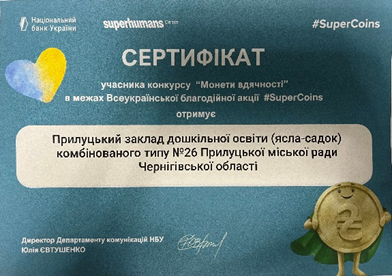 Національний
банк України
superhumans center
#SuperCoins
СЕРТИФІКАТ
учасника конкурсу “Монети вдячності”
в межах Всеукраїнської благодійної акції #SuperCoins
отримує
Прилуцький заклад дошкільної освіти (ясла-садок)
комбінованого типу №26 Прилуцької міської ради
Чернігівської області
Директор Департаменту комунікацій НБУ
Юлія ЄВТУШЕНКО